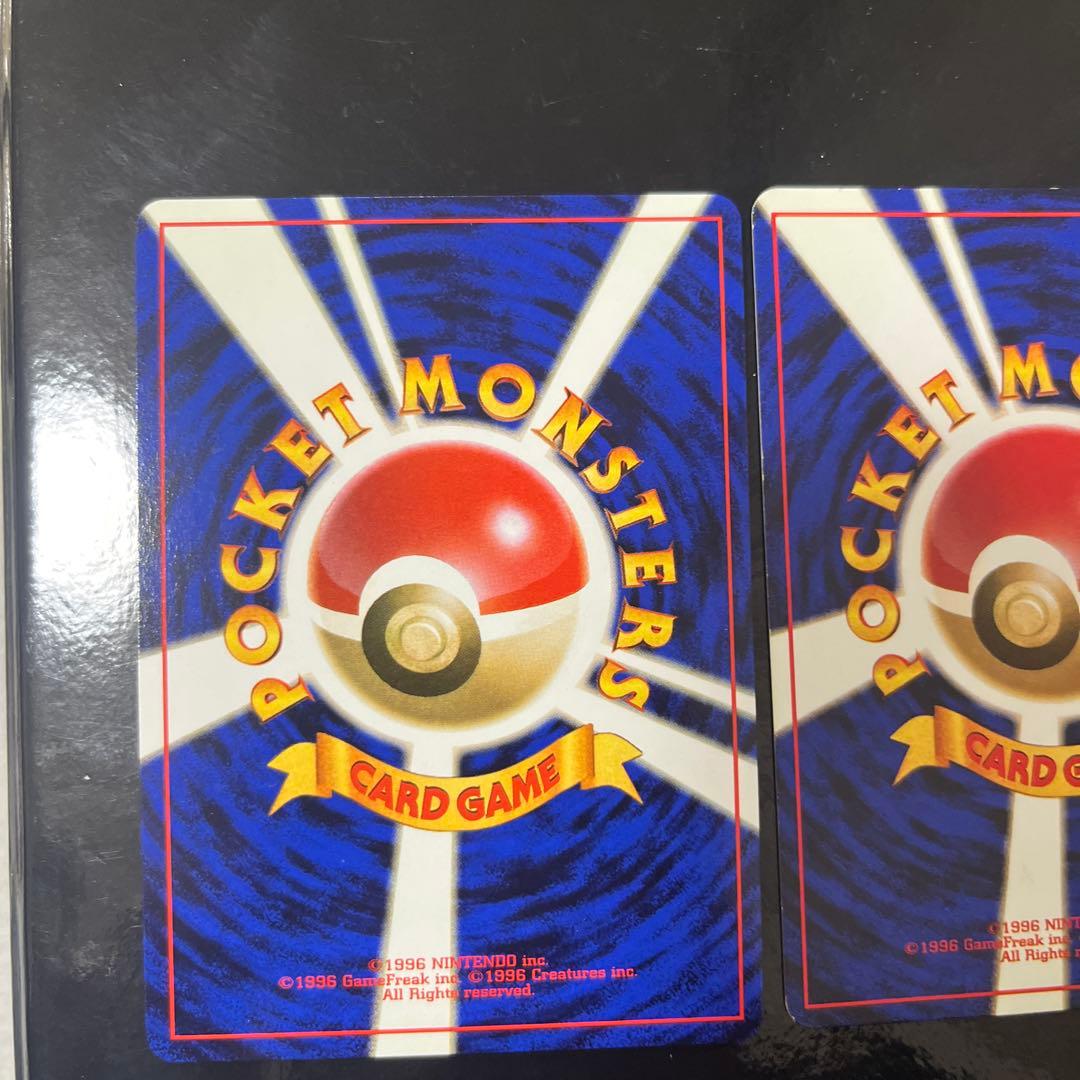 POCKET MONSTERS
CARD GAME
©1996 NINTENDO inc.
©1996 GameFreak inc. ©1996 Creatures inc.
All Rights reserved.
POCKET MO
CARD G
©1996 NINT
©1996 GameFreak inc.
All Rights r